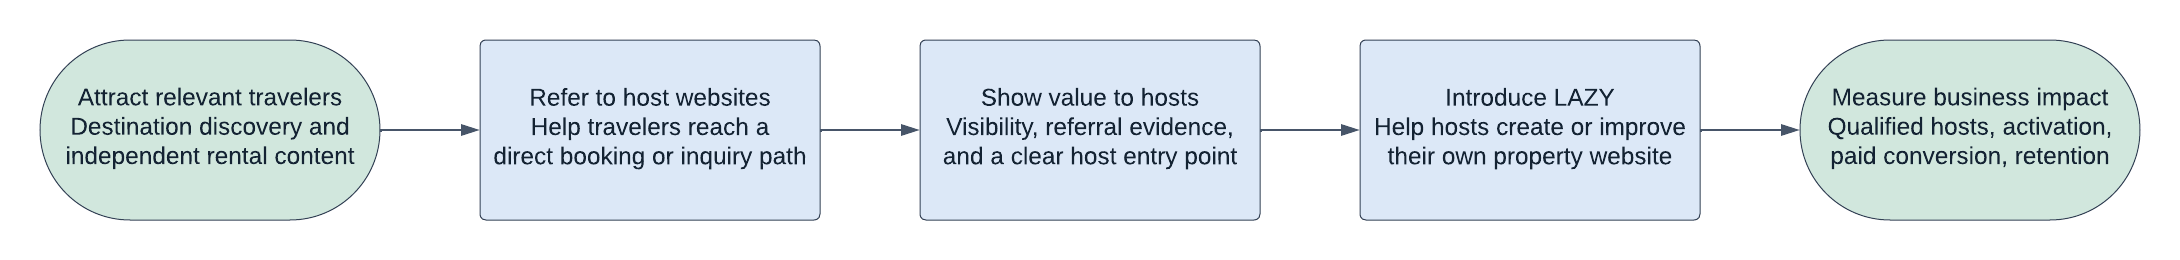 Attract relevant travelers
Destination discovery and
independent rental content
Refer to host websites
Help travelers reach a
direct booking or inquiry path
Show value to hosts
Visibility, referral evidence,
and a clear host entry point
Introduce LAZY
Help hosts create or improve
their own property website
Measure business impact
Qualified hosts, activation,
paid conversion, retention